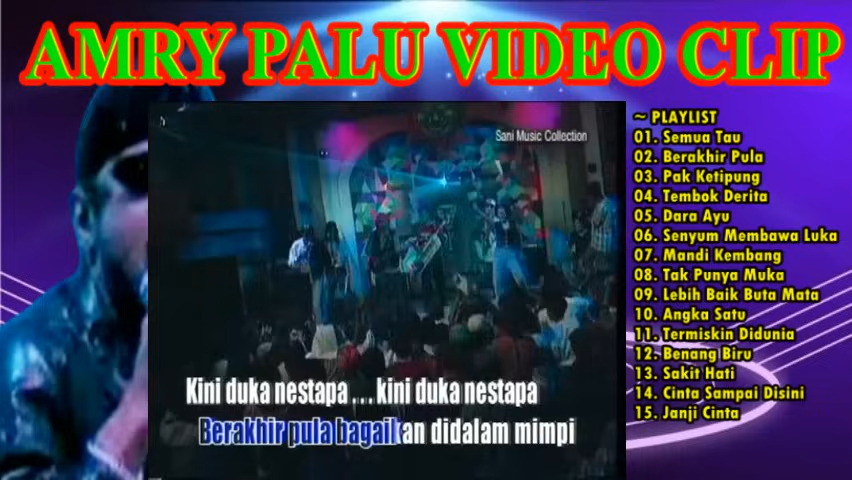 AMRY PALU VIDEO CLIP
Sani Music Collection
~ PLAYLIST
01. Semua Tau
02. Berakhir Pula
03. Pak Ketipung
04. Tembok Derita
05. Dara Ayu
06. Senyum Membawa Luka
07. Mandi Kembang
08. Tak Punya Muka
09. Lebih Baik Buta Mata
10. Angka Satu
11. Termiskin Didunia
12. Benang Biru
13. Sakit Hati
14. Cinta Sampai Disini
15. Janji Cinta
Kini duka nestapa . . . kini duka nestapa
Berakhir pula bagaikan didalam mimpi